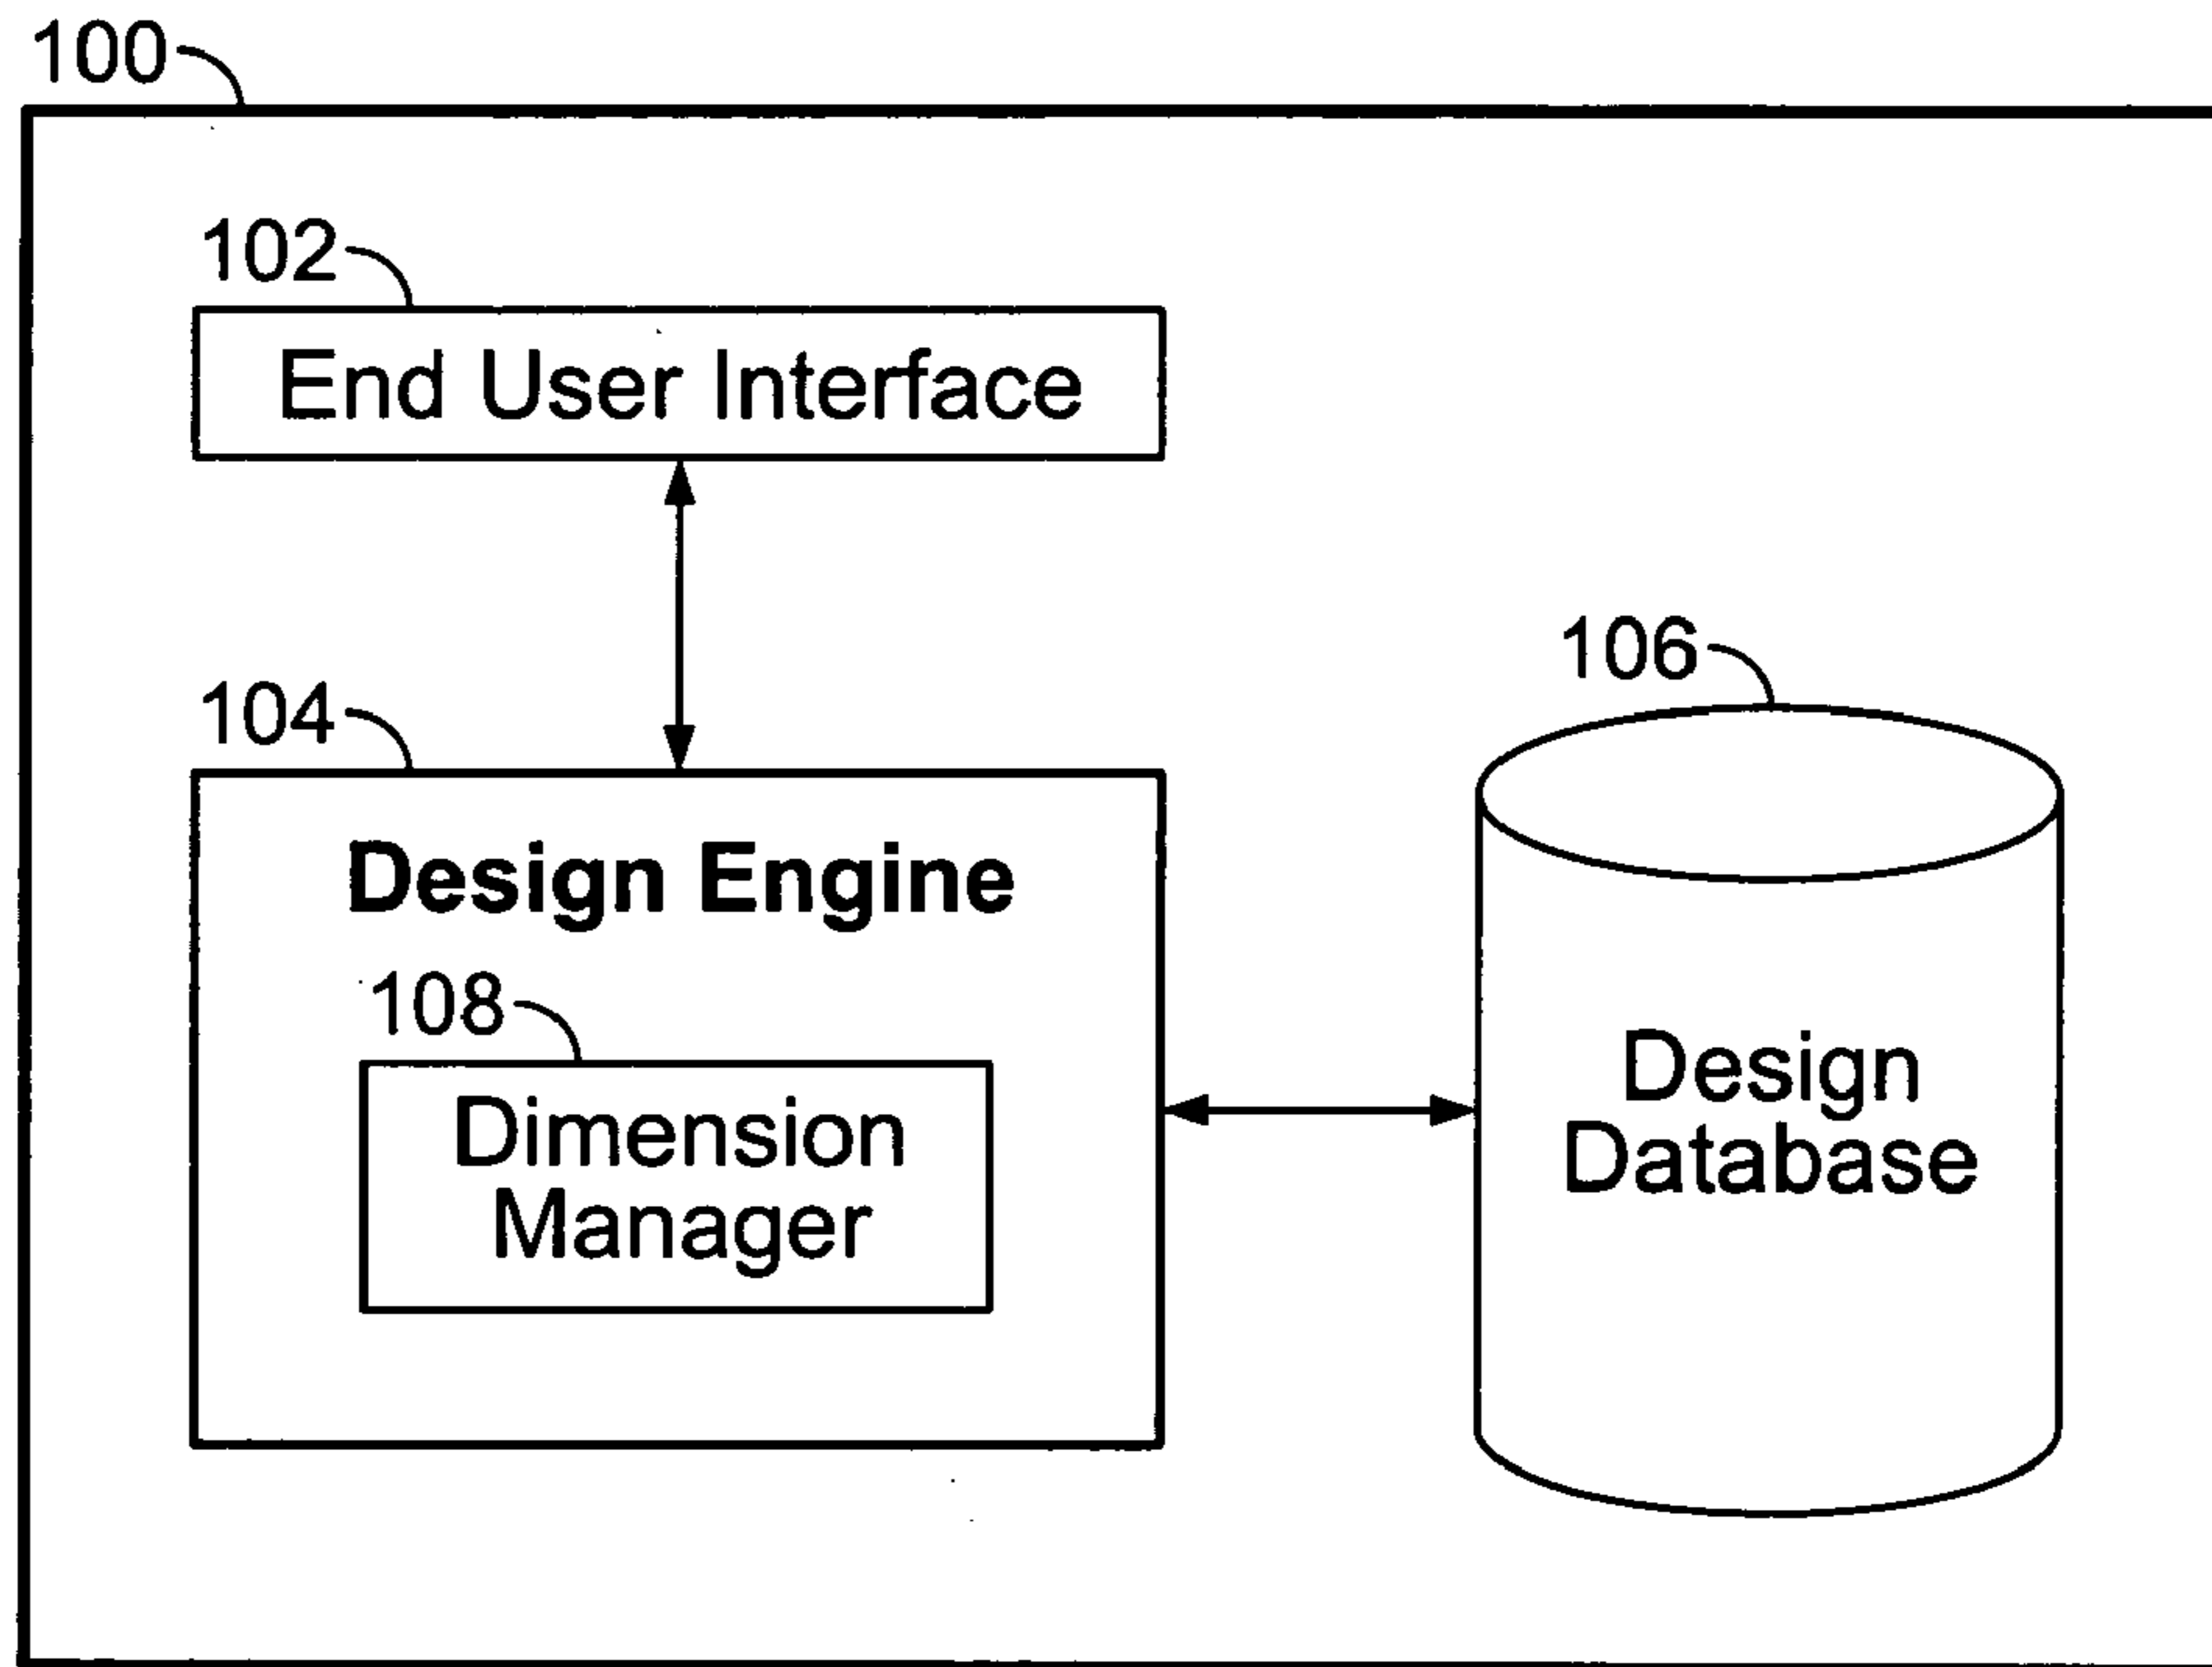 100
102
End User Interface
104
Design Engine
108
Dimension
Manager
106
Design
Database